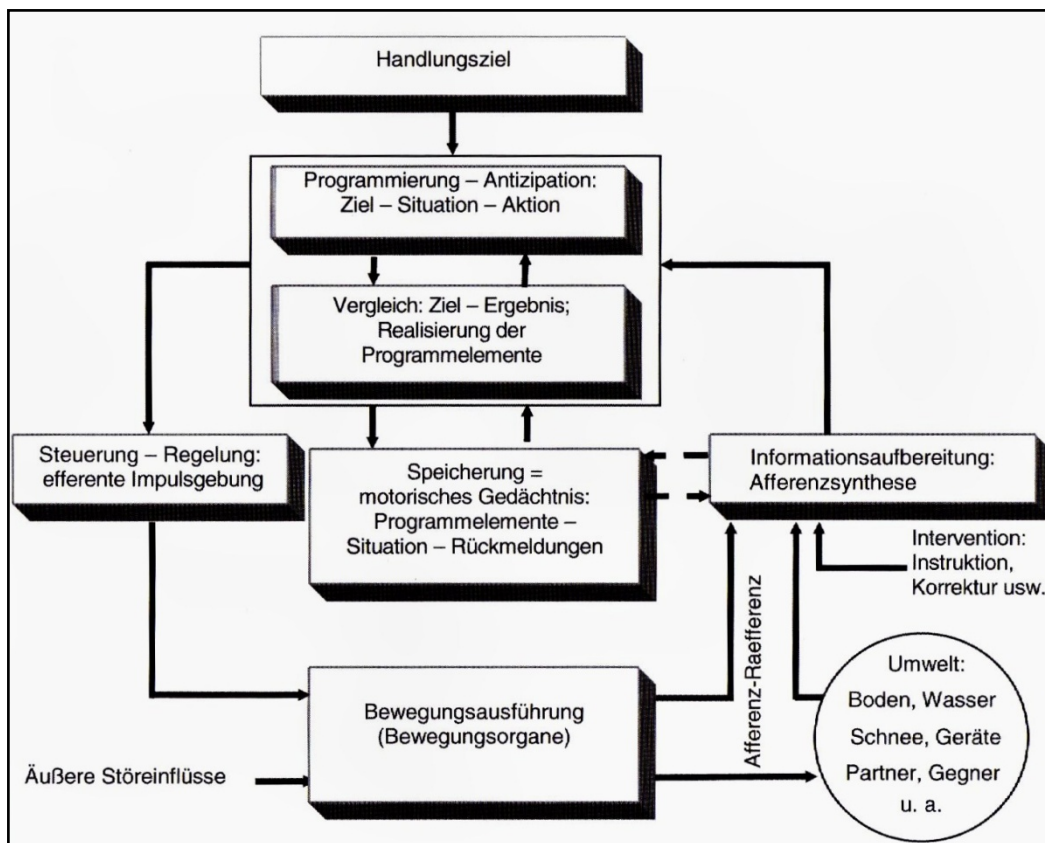 Handlungsziel
Programmierung – Antizipation:
Ziel – Situation – Aktion
Vergleich: Ziel – Ergebnis;
Realisierung der
Programmelemente
Steuerung – Regelung:
efferente Impulsgebung
Speicherung =
motorisches Gedächtnis:
Programmelemente –
Situation – Rückmeldungen
Informationsaufbereitung:
Afferenzsynthese
Intervention:
Instruktion,
Korrektur usw.
Afferenz-Raefferenz
Umwelt:
Boden, Wasser
Schnee, Geräte
Partner, Gegner
u. a.
Bewegungsausführung
(Bewegungsorgane)
Äußere Störeinflüsse